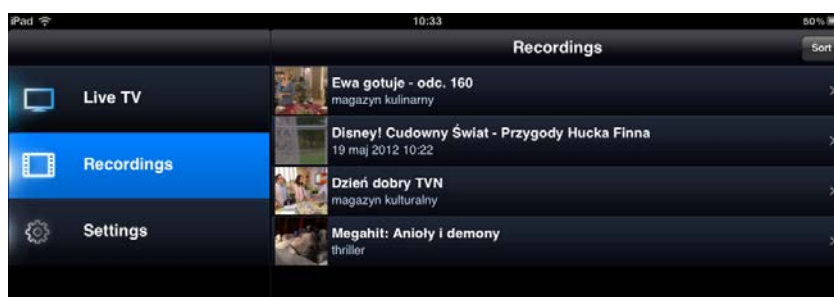 iPad 10:33 50%
Recordings
Sort
Live TV
Recordings
Settings
Ewa gotuje - odc. 160
magazyn kulinarny
Disney! Cudowny Świat - Przygody Hucka Finna
19 maj 2012 10:22
Dzień dobry TVN
magazyn kulturalny
Megahit: Anioły i demony
thriller